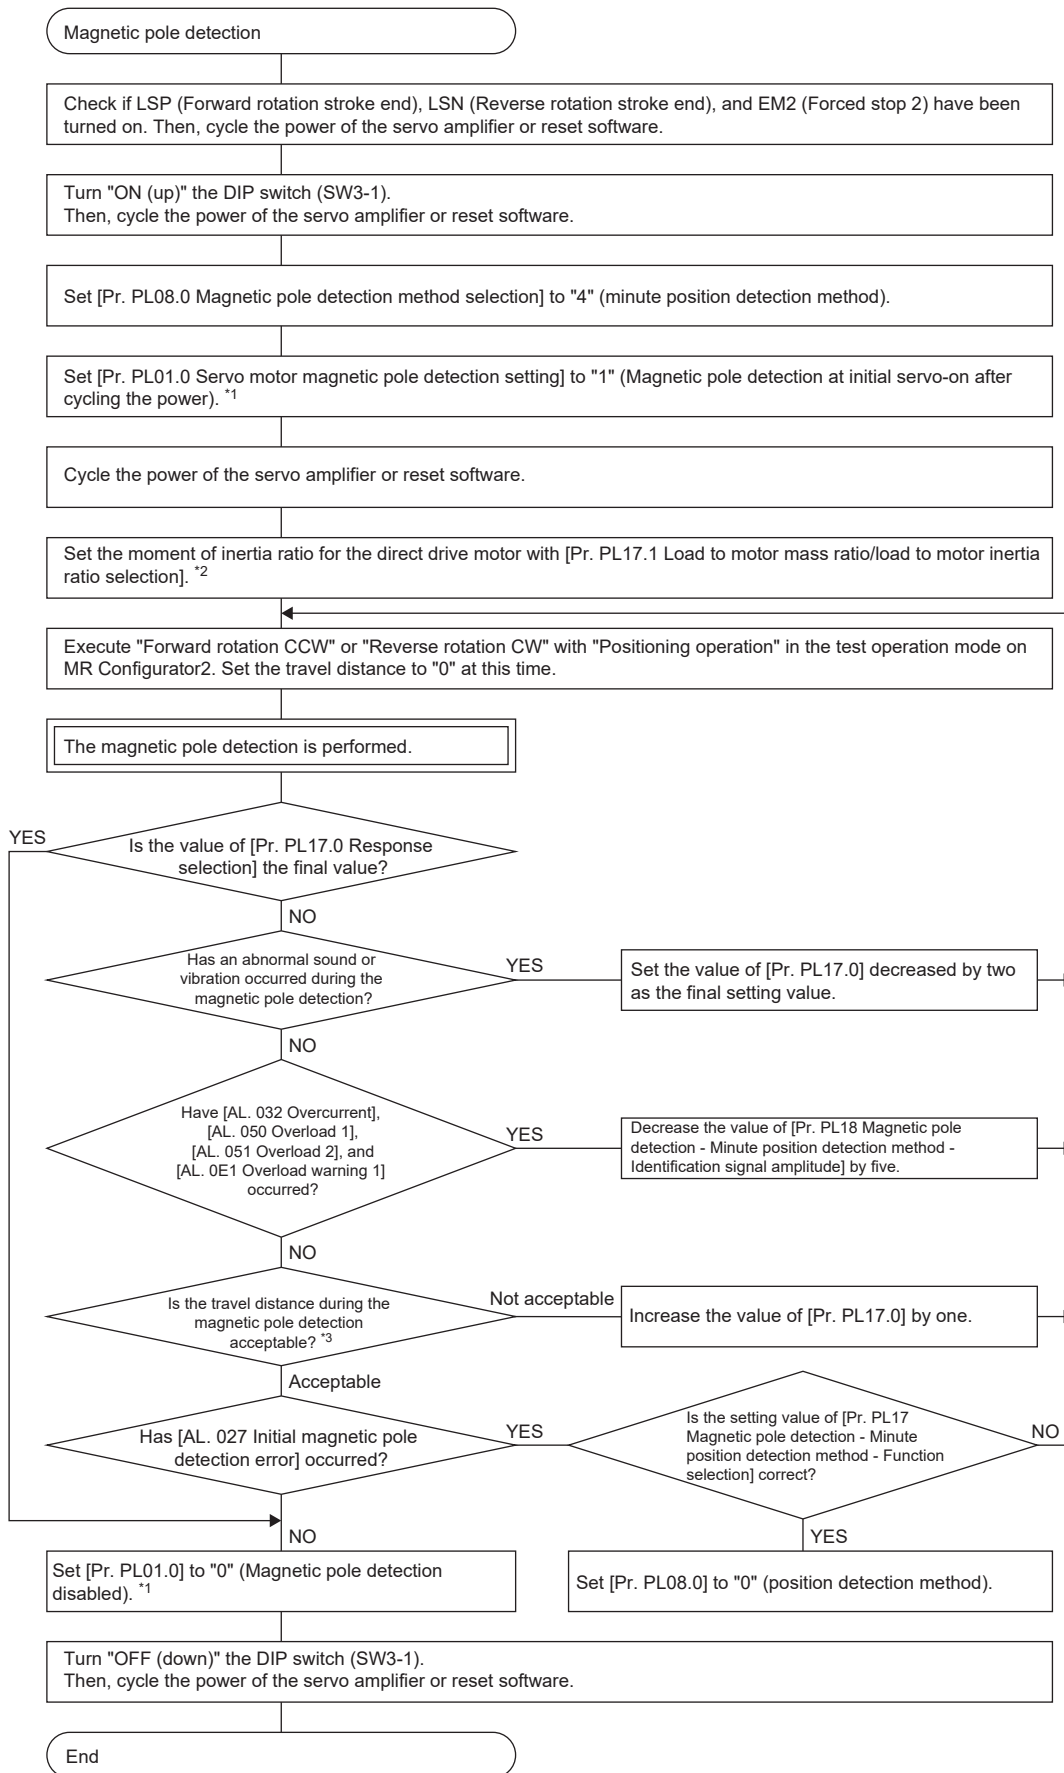 Magnetic pole detection
Check if LSP (Forward rotation stroke end), LSN (Reverse rotation stroke end), and EM2 (Forced stop 2) have been
turned on. Then, cycle the power of the servo amplifier or reset software.
Turn "ON (up)" the DIP switch (SW3-1).
Then, cycle the power of the servo amplifier or reset software.
Set [Pr. PL08.0 Magnetic pole detection method selection] to "4" (minute position detection method).
Set [Pr. PL01.0 Servo motor magnetic pole detection setting] to "1" (Magnetic pole detection at initial servo-on after
cycling the power). *1
Cycle the power of the servo amplifier or reset software.
Set the moment of inertia ratio for the direct drive motor with [Pr. PL17.1 Load to motor mass ratio/load to motor inertia
ratio selection]. *2
Execute "Forward rotation CCW" or "Reverse rotation CW" with "Positioning operation" in the test operation mode on
MR Configurator2. Set the travel distance to "0" at this time.
The magnetic pole detection is performed.
YES
Is the value of [Pr. PL17.0 Response
selection] the final value?
NO
Has an abnormal sound or
vibration occurred during the
magnetic pole detection?
YES
Set the value of [Pr. PL17.0] decreased by two
as the final setting value.
NO
Have [AL. 032 Overcurrent],
[AL. 050 Overload 1],
[AL. 051 Overload 2], and
[AL. 0E1 Overload warning 1]
occurred?
YES
Decrease the value of [Pr. PL18 Magnetic pole
detection - Minute position detection method -
Identification signal amplitude] by five.
NO
Is the travel distance during the
magnetic pole detection
acceptable? *3
Not acceptable
Increase the value of [Pr. PL17.0] by one.
Acceptable
Has [AL. 027 Initial magnetic pole
detection error] occurred?
YES
Is the setting value of [Pr. PL17
Magnetic pole detection - Minute
position detection method - Function
selection] correct?
NO
NO
YES
Set [Pr. PL01.0] to "0" (Magnetic pole detection
disabled). *1
Set [Pr. PL08.0] to "0" (position detection method).
Turn "OFF (down)" the DIP switch (SW3-1).
Then, cycle the power of the servo amplifier or reset software.
End